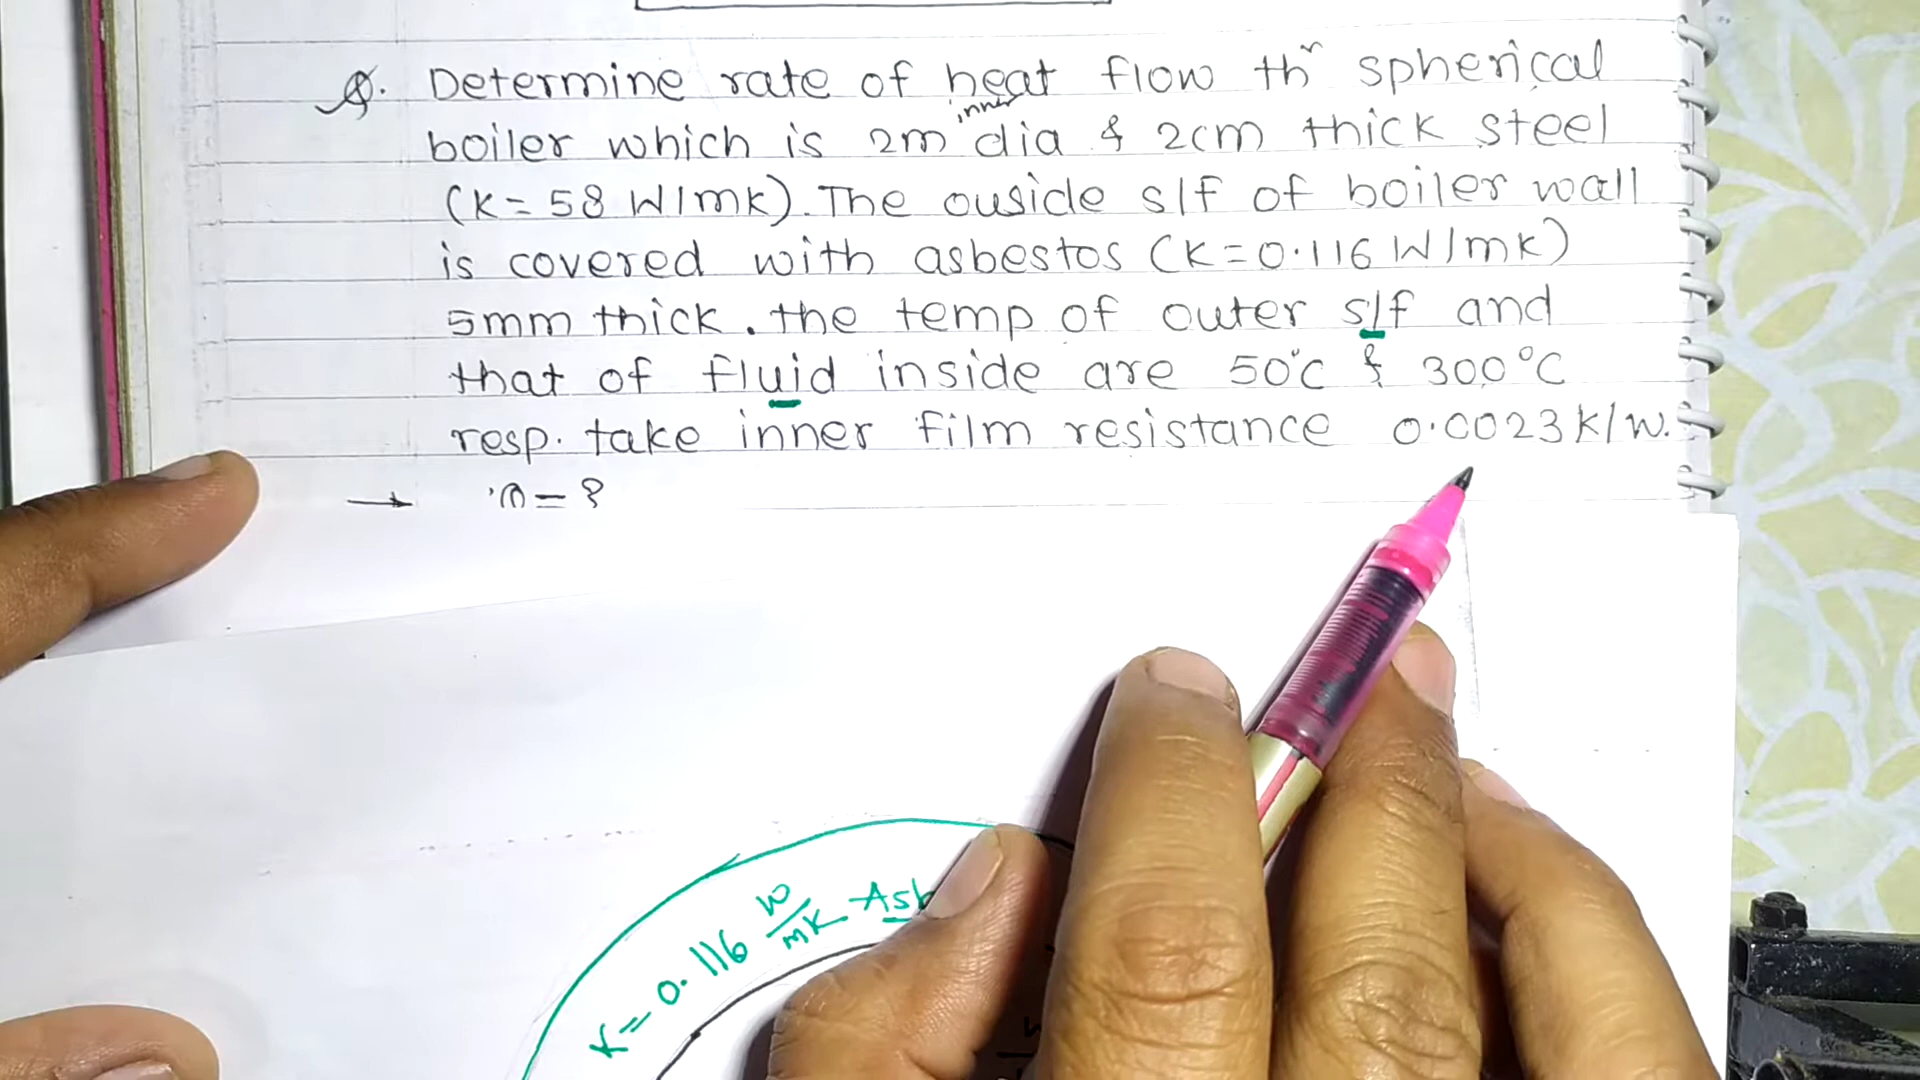 Q. Determine rate of heat flow thr spherical
boiler which is 2m inner dia & 2cm thick steel
(K = 58 W/mK). The ouside s/f of boiler wall
is covered with asbestos (K=0.116 W/mK)
5mm thick. the temp of outer s/f and
that of fluid inside are 50°C & 300°C
resp. take inner film resistance 0.0023 K/W.
→ Q = ?
K = 0.116 W/mK Asb